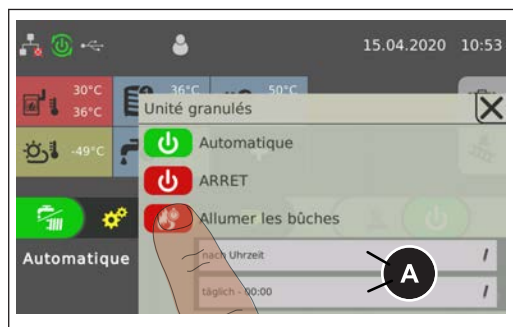 15.04.2020 10:53
30°C
36°C
36°C
50°C
-49°C
Unité granulés
Automatique
ARRET
Allumer les bûches
nach Uhrzeit
täglich - 00:00
Automatique
A